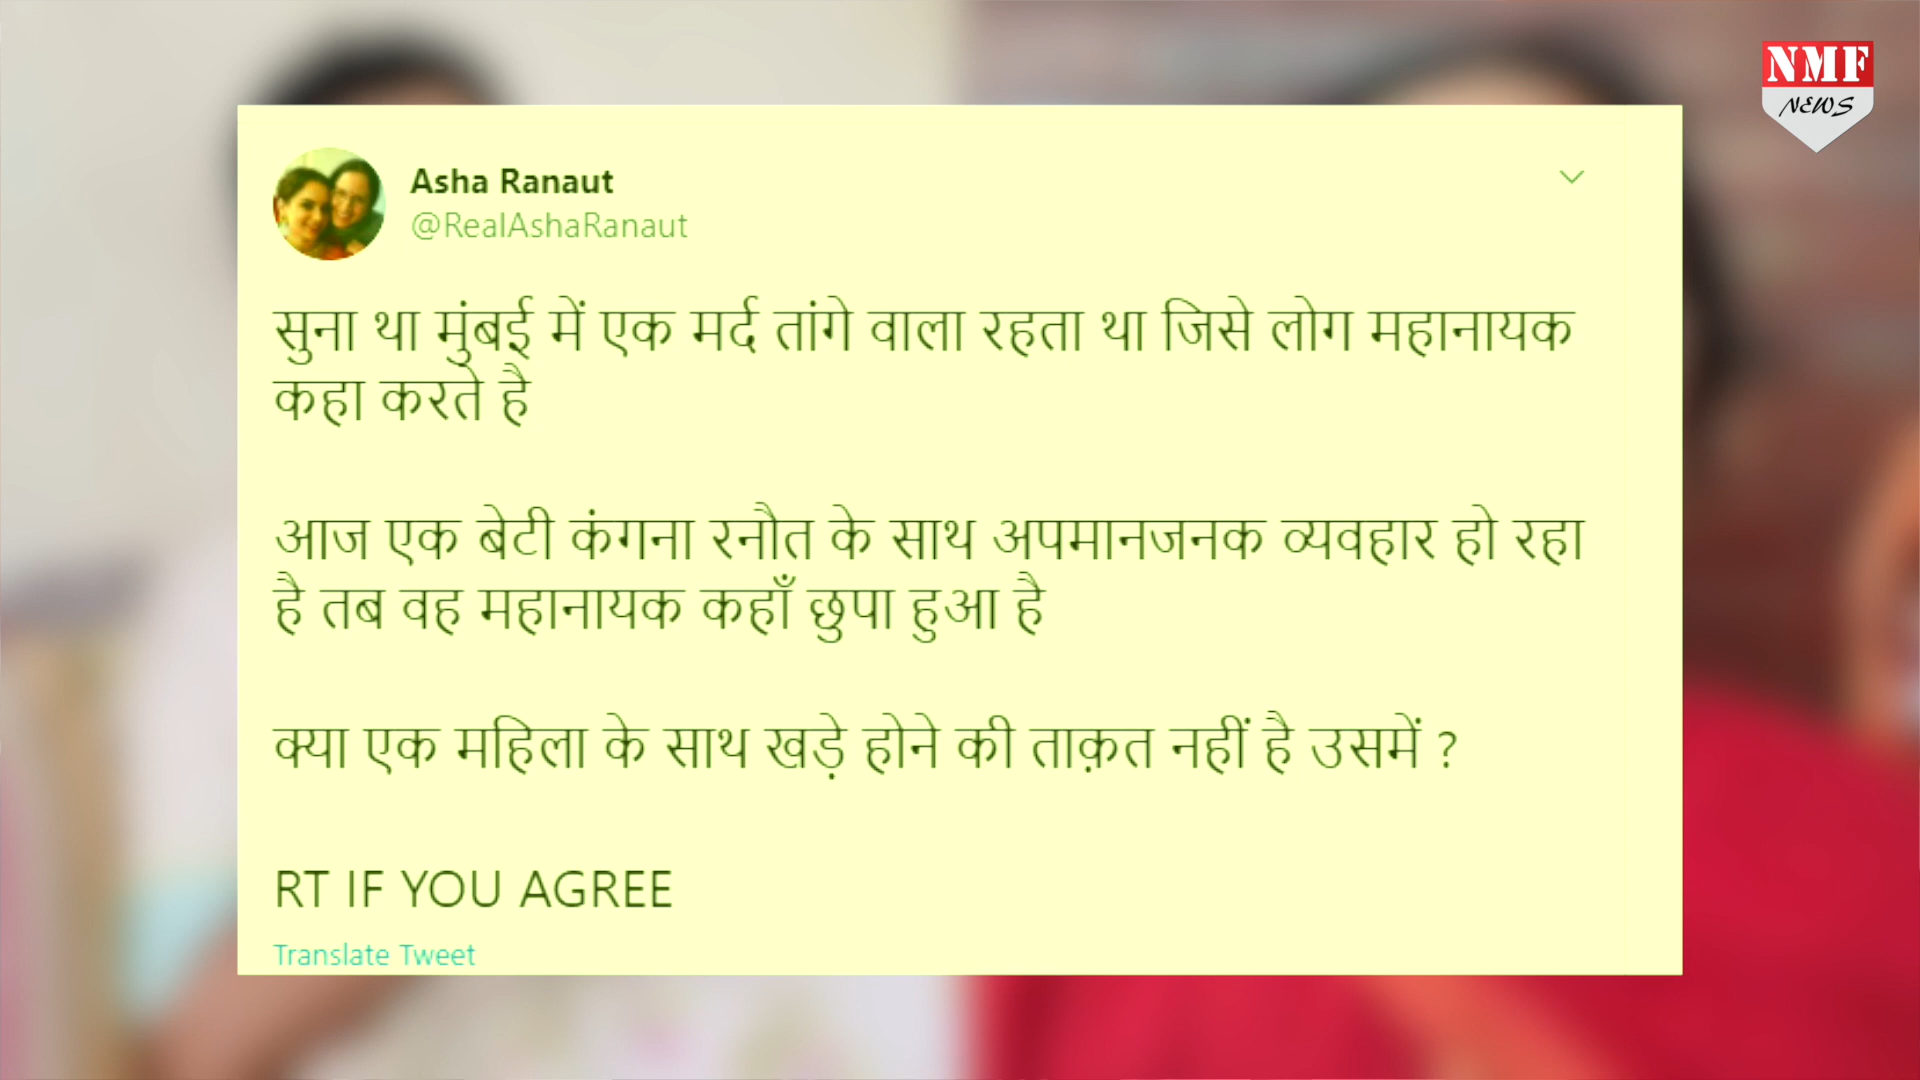 NMF
NEWS
Asha Ranaut
@RealAshaRanaut
सुना था मुंबई में एक मर्द तांगे वाला रहता था जिसे लोग महानायक
कहा करते है
आज एक बेटी कंगना रनौत के साथ अपमानजनक व्यवहार हो रहा
है तब वह महानायक कहाँ छुपा हुआ है
क्या एक महिला के साथ खड़े होने की ताक़त नहीं है उसमें ?
RT IF YOU AGREE
Translate Tweet